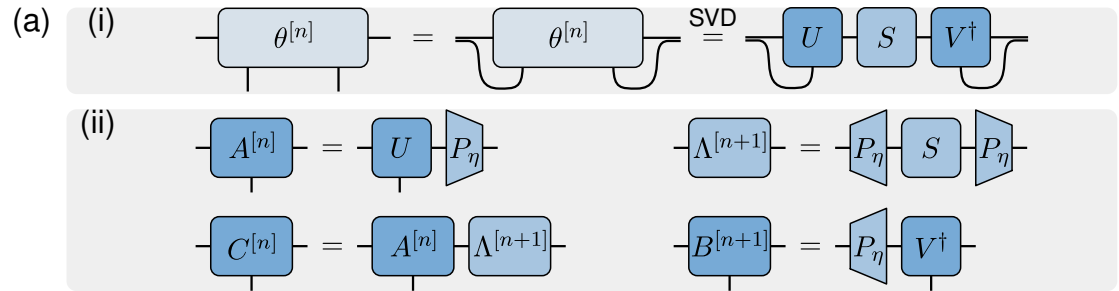 (a) (i) θ^[n] = θ^[n] SVD = U S V†
(ii)
A^[n] = U P_η Λ^[n+1] = P_η S P_η
C^[n] = A^[n] Λ^[n+1] B^[n+1] = P_η V†